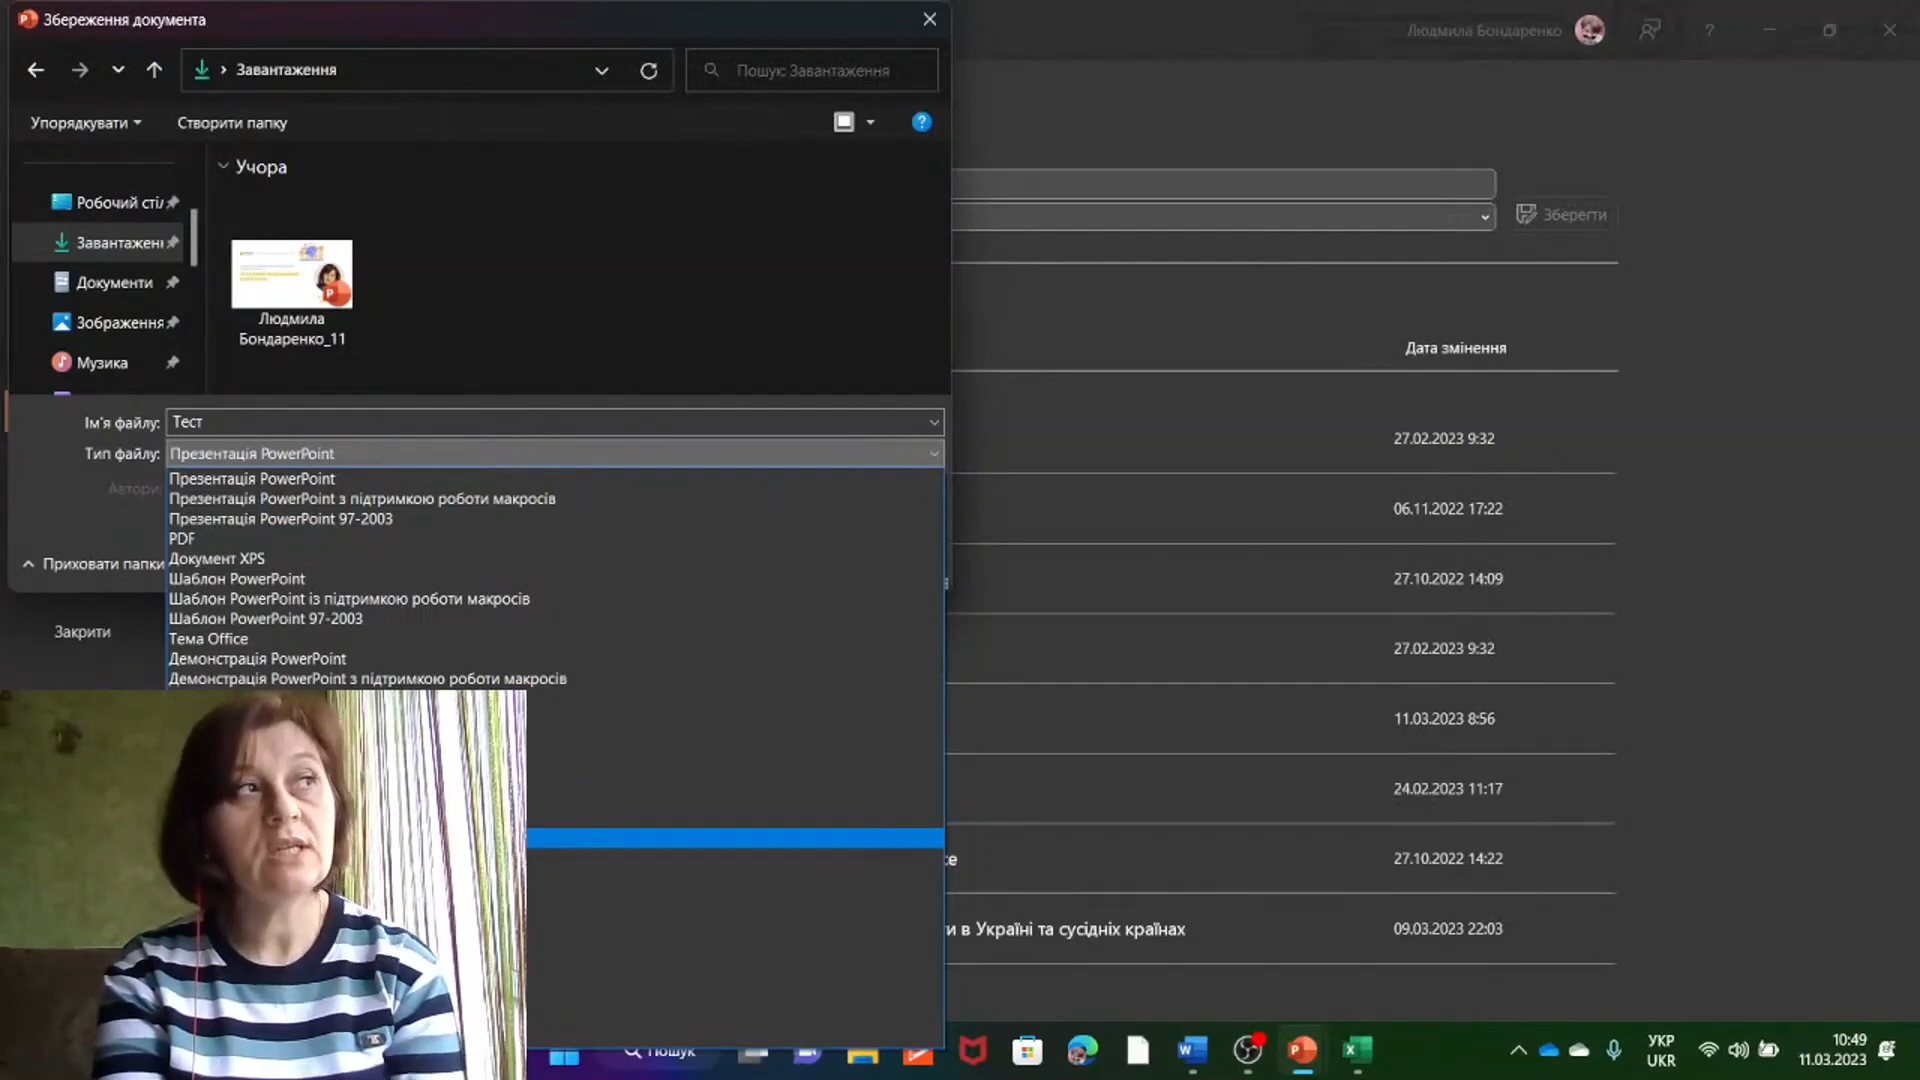 Збереження документа
Людмила Бондаренко
?
Завантаження
Пошук: Завантаження
Упорядкувати
Створити папку
?
Учора
Робочий стіл
Завантажені
Документи
Зображення
Музика
Людмила
Бондаренко_11
Зберегти
Дата змінення
27.02.2023 9:32
06.11.2022 17:22
27.10.2022 14:09
27.02.2023 9:32
11.03.2023 8:56
24.02.2023 11:17
27.10.2022 14:22
и в Україні та сусідніх країнах
09.03.2023 22:03
Ім'я файлу: Тест
Тип файлу: Презентація PowerPoint
Автори:
Презентація PowerPoint
Презентація PowerPoint з підтримкою роботи макросів
Презентація PowerPoint 97-2003
PDF
Документ XPS
Шаблон PowerPoint
Шаблон PowerPoint із підтримкою роботи макросів
Шаблон PowerPoint 97-2003
Тема Office
Демонстрація PowerPoint
Демонстрація PowerPoint з підтримкою роботи макросів
Приховати папки
Закрити
Пошук
УКР
UKR
10:49
11.03.2023